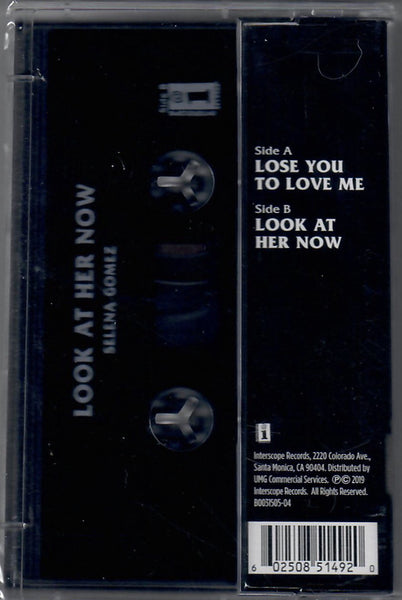 LOOK AT HER NOW
SELENA GOMEZ
Side A
LOSE YOU
TO LOVE ME
Side B
LOOK AT
HER NOW
i
Interscope Records, 2220 Colorado Ave.,
Santa Monica, CA 90404. Distributed by
UMG Commercial Services. ℗© 2019
Interscope Records. All Rights Reserved.
B0031505-04
6 02508 51492 0